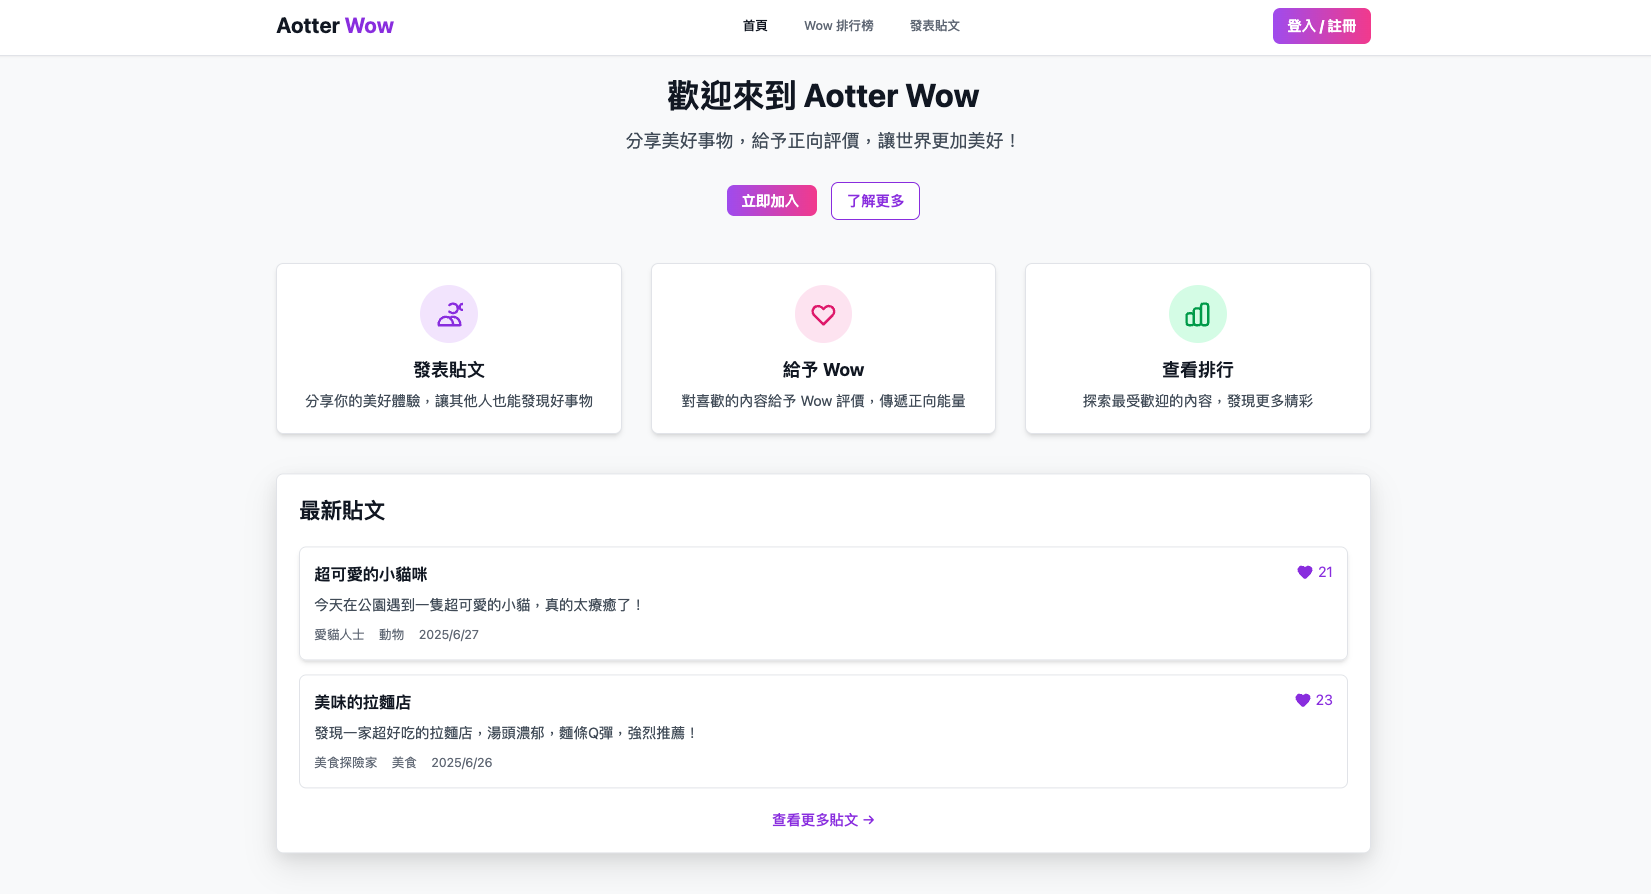 Aotter Wow
首頁
Wow 排行榜
發表貼文
登入 / 註冊
歡迎來到 Aotter Wow
分享美好事物，給予正向評價，讓世界更加美好！
立即加入
了解更多
發表貼文
分享你的美好體驗，讓其他人也能發現好事物
給予 Wow
對喜歡的內容給予 Wow 評價，傳遞正向能量
查看排行
探索最受歡迎的內容，發現更多精彩
最新貼文
超可愛的小貓咪
21
今天在公園遇到一隻超可愛的小貓，真的太療癒了！
愛貓人士 動物 2025/6/27
美味的拉麵店
23
發現一家超好吃的拉麵店，湯頭濃郁，麵條Q彈，強烈推薦！
美食探險家 美食 2025/6/26
查看更多貼文 →